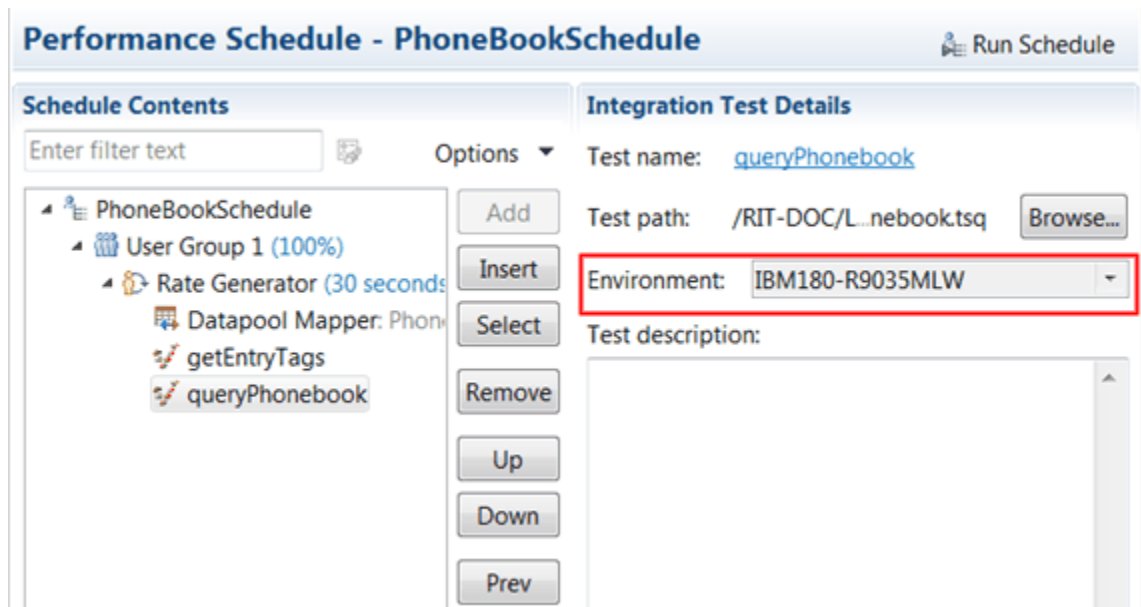 Performance Schedule - PhoneBookSchedule
Run Schedule
Schedule Contents
Enter filter text
Options
PhoneBookSchedule
User Group 1 (100%)
Rate Generator (30 seconds
Datapool Mapper: Phon
getEntryTags
queryPhonebook
Add
Insert
Select
Remove
Up
Down
Prev
Integration Test Details
Test name: queryPhonebook
Test path: /RIT-DOC/L...nebook.tsq Browse...
Environment: IBM180-R9035MLW
Test description: